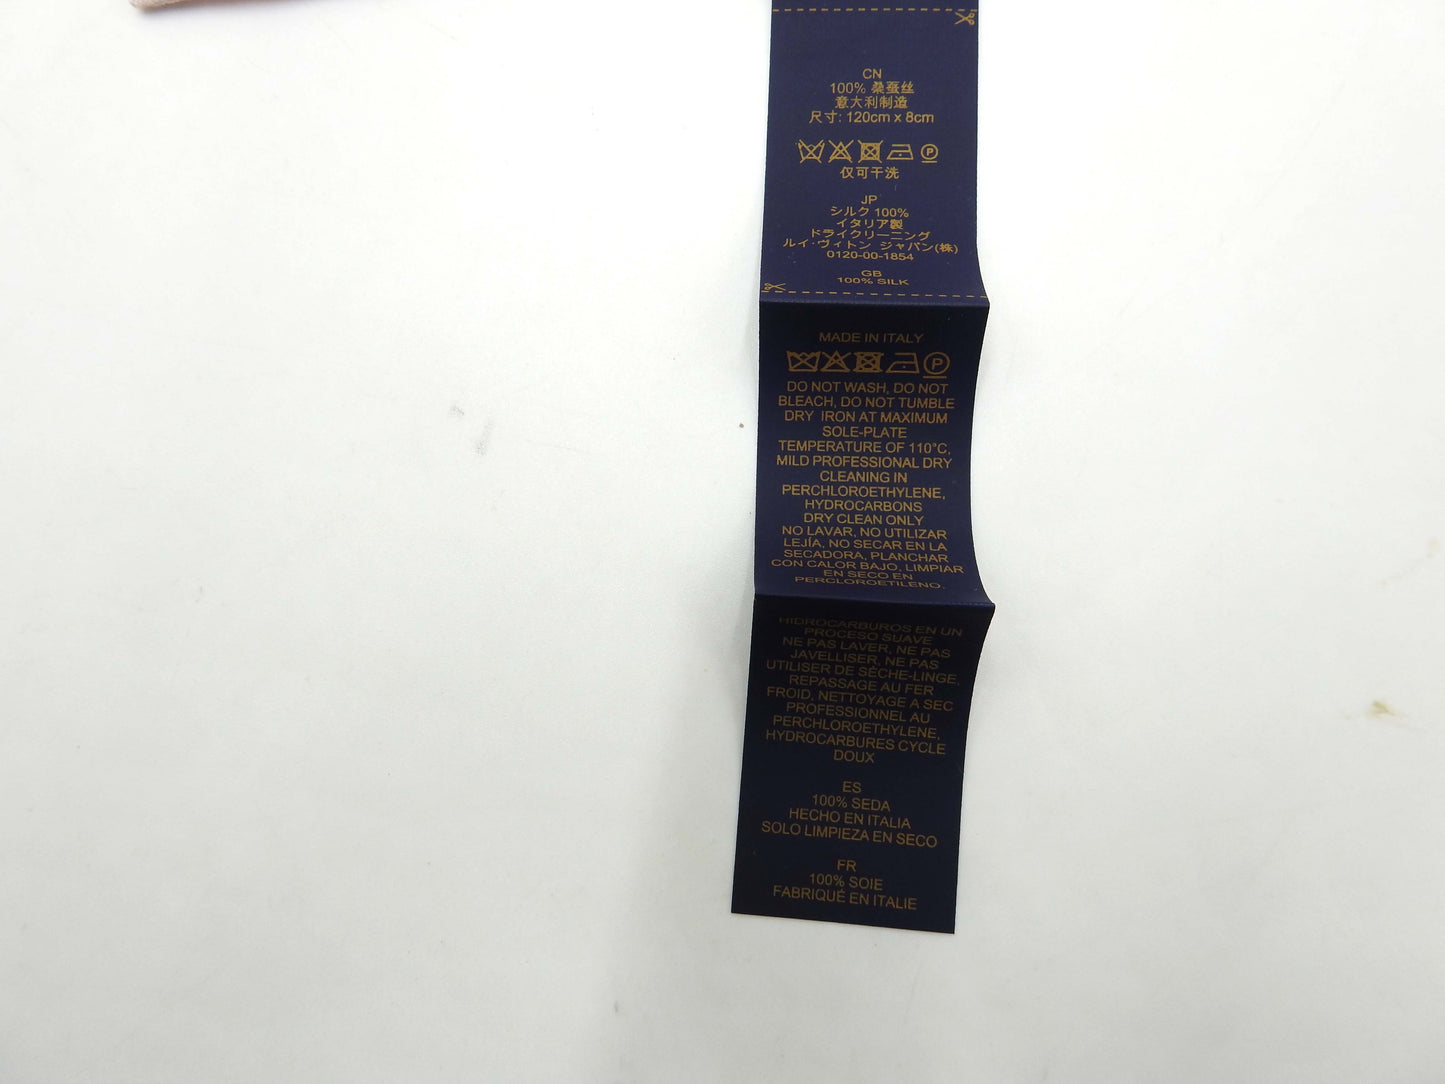 CN
100% 桑蚕丝
意大利制造
尺寸: 120cm x 8cm
P
仅可干洗
JP
シルク 100%
イタリア製
ドライクリーニング
ルイ・ヴィトン ジャパン(株)
0120-00-1854
GB
100% SILK
MADE IN ITALY
P
DO NOT WASH, DO NOT
BLEACH, DO NOT TUMBLE
DRY IRON AT MAXIMUM
SOLE-PLATE
TEMPERATURE OF 110°C,
MILD PROFESSIONAL DRY
CLEANING IN
PERCHLOROETHYLENE,
HYDROCARBONS
DRY CLEAN ONLY
NO LAVAR, NO UTILIZAR
LEJÍA, NO SECAR EN LA
SECADORA, PLANCHAR
CON CALOR BAJO, LIMPIAR
EN SECO EN
PERCLOROETILENO,
HIDROCARBUROS EN UN
PROCESO SUAVE
NE PAS LAVER, NE PAS
JAVELLISER, NE PAS
UTILISER DE SÈCHE-LINGE,
REPASSAGE AU FER
FROID, NETTOYAGE A SEC
PROFESSIONNEL AU
PERCHLOROETHYLENE,
HYDROCARBURES CYCLE
DOUX
ES
100% SEDA
HECHO EN ITALIA
SOLO LIMPIEZA EN SECO
FR
100% SOIE
FABRIQUÉ EN ITALIE